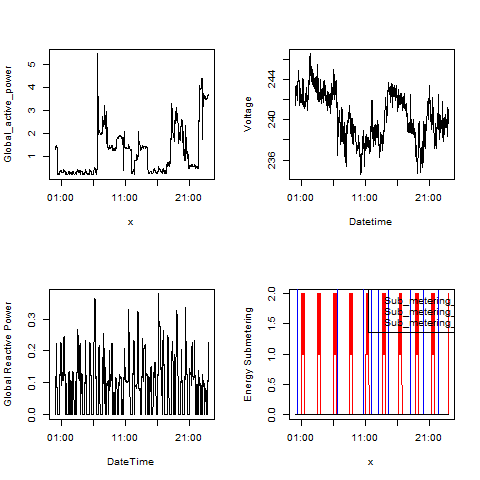 Global_active_power
5
4
3
2
1
01:00 11:00 21:00
x
Voltage
244
240
236
01:00 11:00 21:00
Datetime
Global Reactive Power
0.3
0.2
0.1
0.0
01:00 11:00 21:00
DateTime
Energy Submetering
2.0
1.5
1.0
0.5
0.0
Sub_metering_
Sub_metering_
Sub_metering_
01:00 11:00 21:00
x